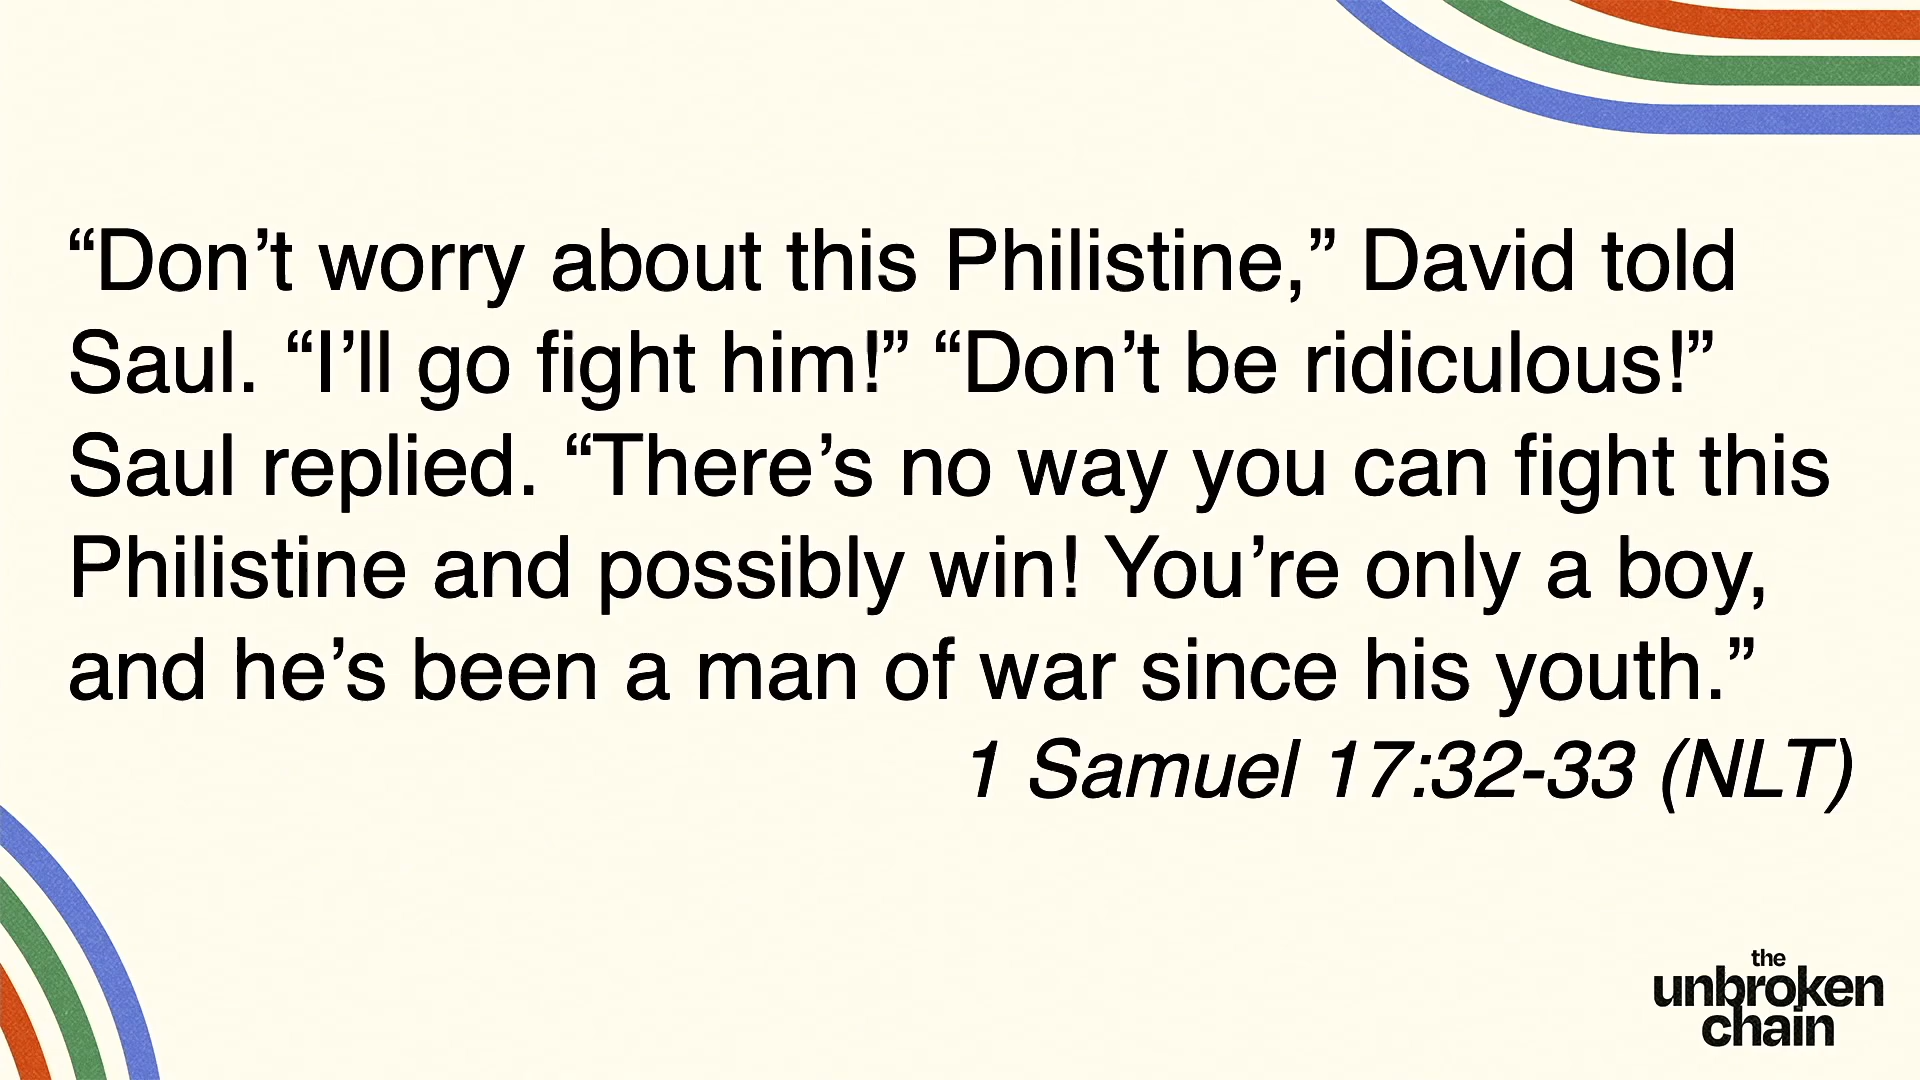 “Don’t worry about this Philistine,” David told
Saul. “I’ll go fight him!” “Don’t be ridiculous!”
Saul replied. “There’s no way you can fight this
Philistine and possibly win! You’re only a boy,
and he’s been a man of war since his youth.”
1 Samuel 17:32-33 (NLT)
the
unbroken
chain